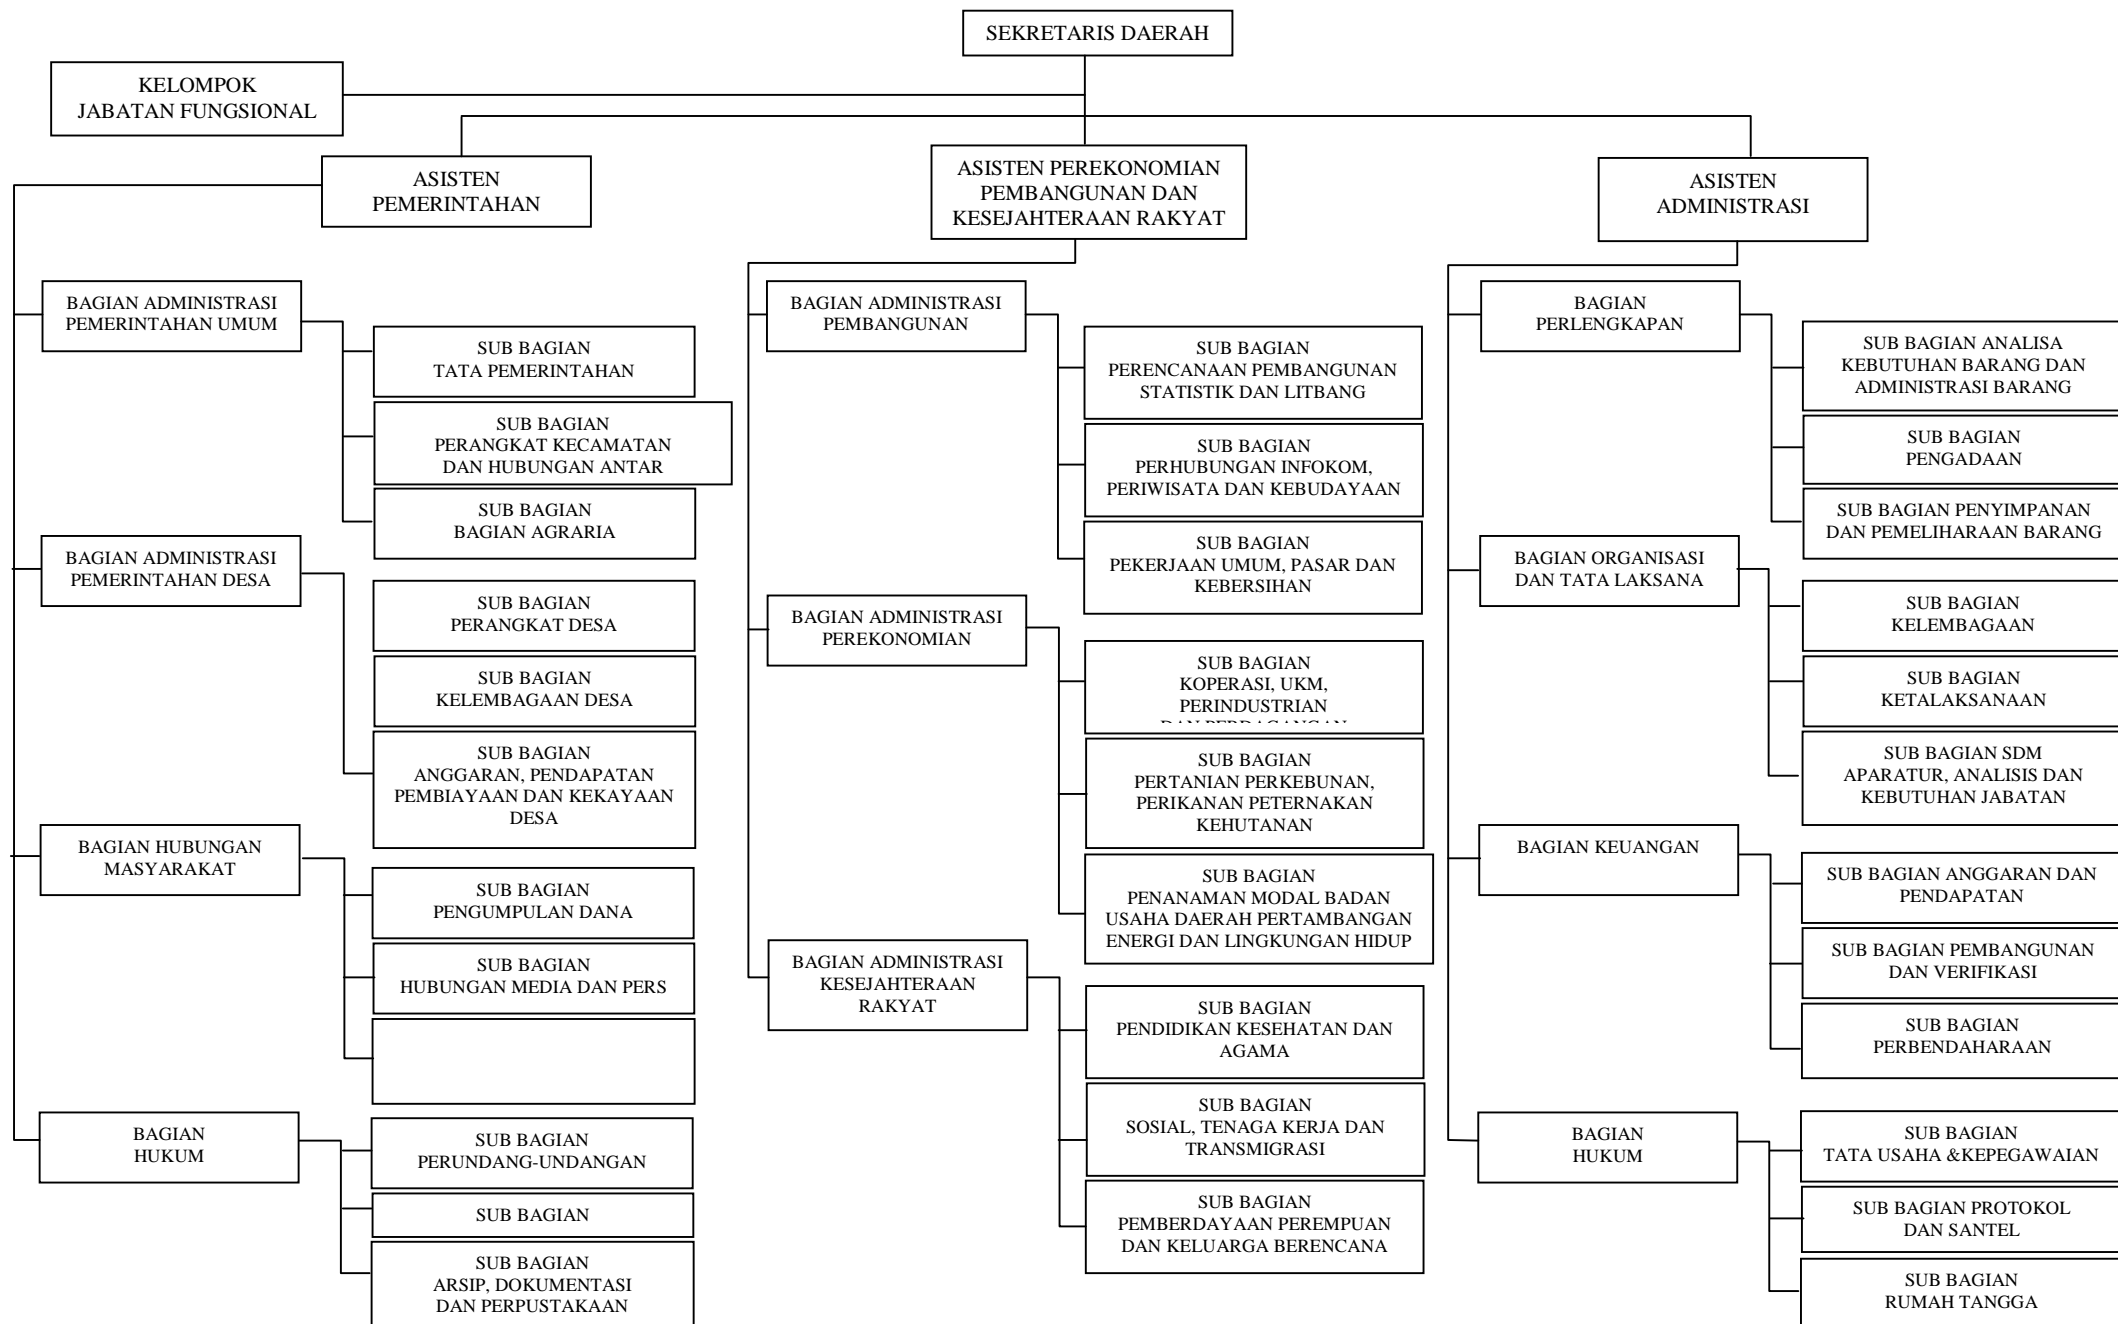 SEKRETARIS DAERAH
KELOMPOK
JABATAN FUNGSIONAL
ASISTEN
PEMERINTAHAN
ASISTEN PEREKONOMIAN
PEMBANGUNAN DAN
KESEJAHTERAAN RAKYAT
ASISTEN
ADMINISTRASI
BAGIAN ADMINISTRASI
PEMERINTAHAN UMUM
SUB BAGIAN
TATA PEMERINTAHAN
SUB BAGIAN
PERANGKAT KECAMATAN
DAN HUBUNGAN ANTAR
SUB BAGIAN
BAGIAN AGRARIA
BAGIAN ADMINISTRASI
PEMERINTAHAN DESA
SUB BAGIAN
PERANGKAT DESA
SUB BAGIAN
KELEMBAGAAN DESA
SUB BAGIAN
ANGGARAN, PENDAPATAN
PEMBIAYAAN DAN KEKAYAAN
DESA
BAGIAN HUBUNGAN
MASYARAKAT
SUB BAGIAN
PENGUMPULAN DANA
SUB BAGIAN
HUBUNGAN MEDIA DAN PERS
BAGIAN
HUKUM
SUB BAGIAN
PERUNDANG-UNDANGAN
SUB BAGIAN
SUB BAGIAN
ARSIP, DOKUMENTASI
DAN PERPUSTAKAAN
BAGIAN ADMINISTRASI
PEMBANGUNAN
SUB BAGIAN
PERENCANAAN PEMBANGUNAN
STATISTIK DAN LITBANG
SUB BAGIAN
PERHUBUNGAN INFOKOM,
PERIWISATA DAN KEBUDAYAAN
SUB BAGIAN
PEKERJAAN UMUM, PASAR DAN
KEBERSIHAN
BAGIAN ADMINISTRASI
PEREKONOMIAN
SUB BAGIAN
KOPERASI, UKM,
PERINDUSTRIAN
DAN PERDAGANGAN
SUB BAGIAN
PERTANIAN PERKEBUNAN,
PERIKANAN PETERNAKAN
KEHUTANAN
SUB BAGIAN
PENANAMAN MODAL BADAN
USAHA DAERAH PERTAMBANGAN
ENERGI DAN LINGKUNGAN HIDUP
BAGIAN ADMINISTRASI
KESEJAHTERAAN
RAKYAT
SUB BAGIAN
PENDIDIKAN KESEHATAN DAN
AGAMA
SUB BAGIAN
SOSIAL, TENAGA KERJA DAN
TRANSMIGRASI
SUB BAGIAN
PEMBERDAYAAN PEREMPUAN
DAN KELUARGA BERENCANA
BAGIAN
PERLENGKAPAN
SUB BAGIAN ANALISA
KEBUTUHAN BARANG DAN
ADMINISTRASI BARANG
SUB BAGIAN
PENGADAAN
SUB BAGIAN PENYIMPANAN
DAN PEMELIHARAAN BARANG
BAGIAN ORGANISASI
DAN TATA LAKSANA
SUB BAGIAN
KELEMBAGAAN
SUB BAGIAN
KETALAKSANAAN
SUB BAGIAN SDM
APARATUR, ANALISIS DAN
KEBUTUHAN JABATAN
BAGIAN KEUANGAN
SUB BAGIAN ANGGARAN DAN
PENDAPATAN
SUB BAGIAN PEMBANGUNAN
DAN VERIFIKASI
SUB BAGIAN
PERBENDAHARAAN
BAGIAN
HUKUM
SUB BAGIAN
TATA USAHA &KEPEGAWAIAN
SUB BAGIAN PROTOKOL
DAN SANTEL
SUB BAGIAN
RUMAH TANGGA